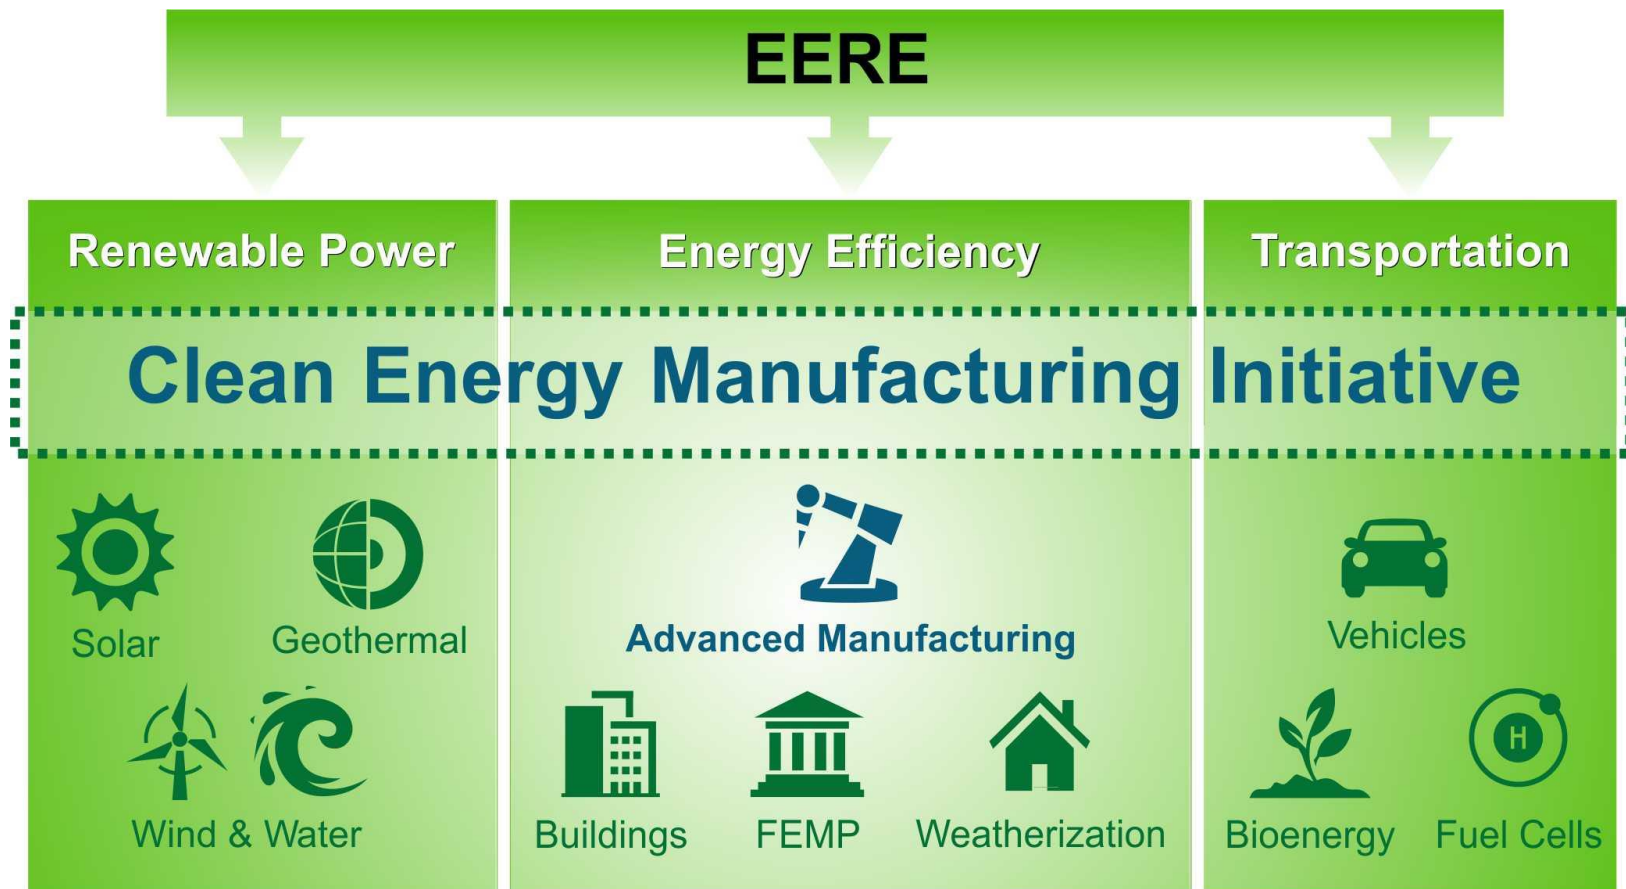 EERE
Renewable Power
Energy Efficiency
Transportation
Clean Energy Manufacturing Initiative
Solar
Geothermal
Wind & Water
Advanced Manufacturing
Buildings
FEMP
Weatherization
Vehicles
Bioenergy
H
Fuel Cells